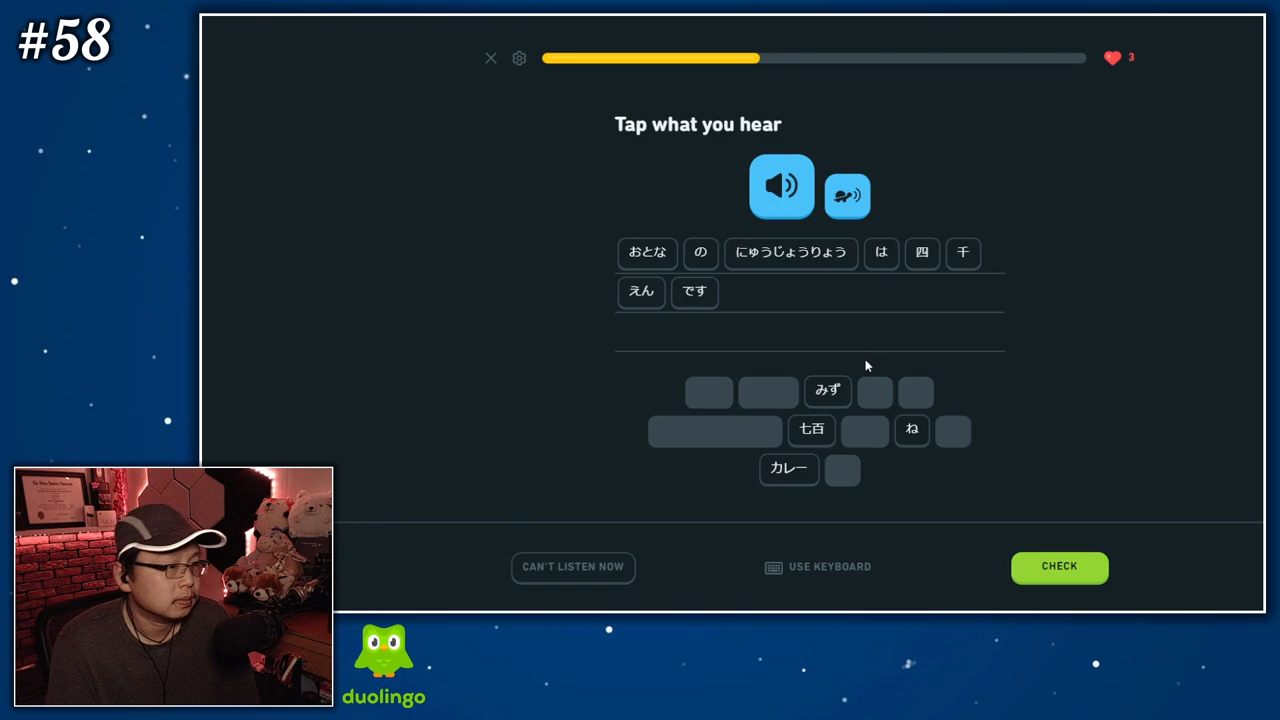 #58
3
Tap what you hear
おとな の にゅうじょうりょう は 四 千
えん です
みず
七百 ね
カレー
CAN'T LISTEN NOW
USE KEYBOARD
CHECK
duolingo